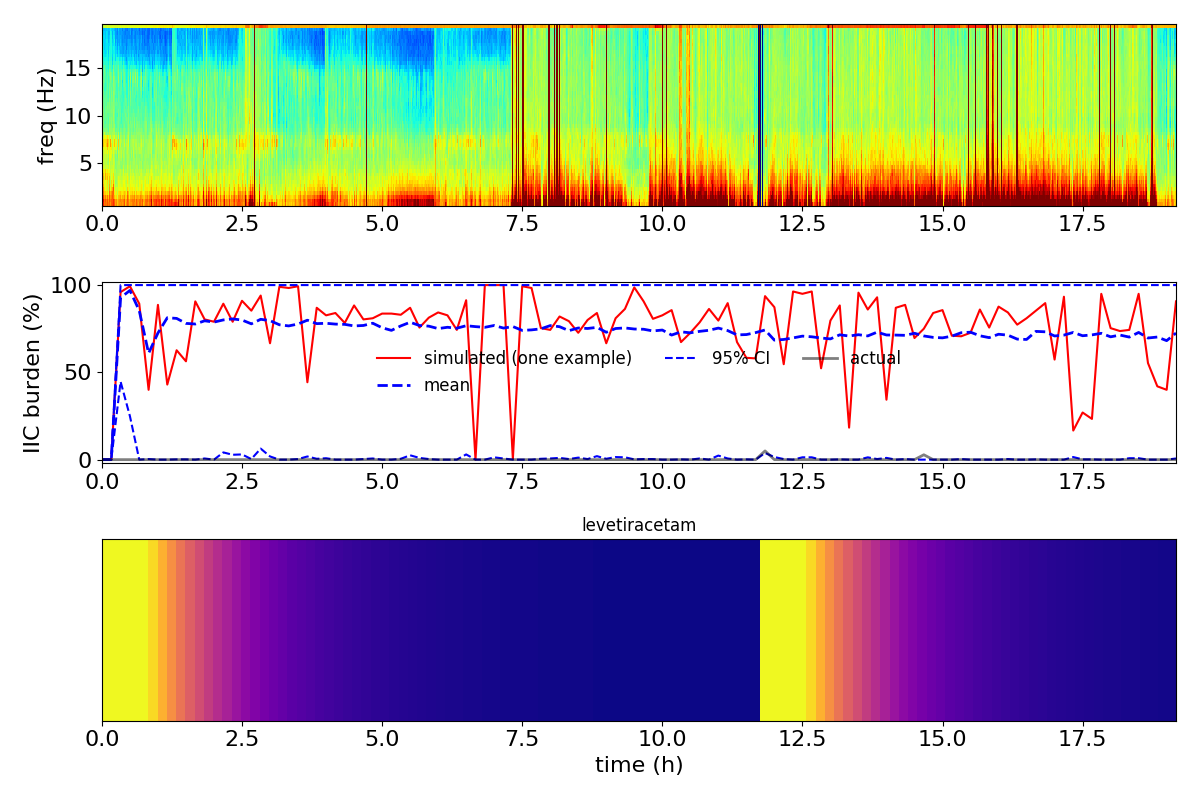 15
10
5
freq (Hz)
0.0 2.5 5.0 7.5 10.0 12.5 15.0 17.5
100
50
0
IIC burden (%)
simulated (one example) 95% CI actual
mean
0.0 2.5 5.0 7.5 10.0 12.5 15.0 17.5
levetiracetam
0.0 2.5 5.0 7.5 10.0 12.5 15.0 17.5
time (h)